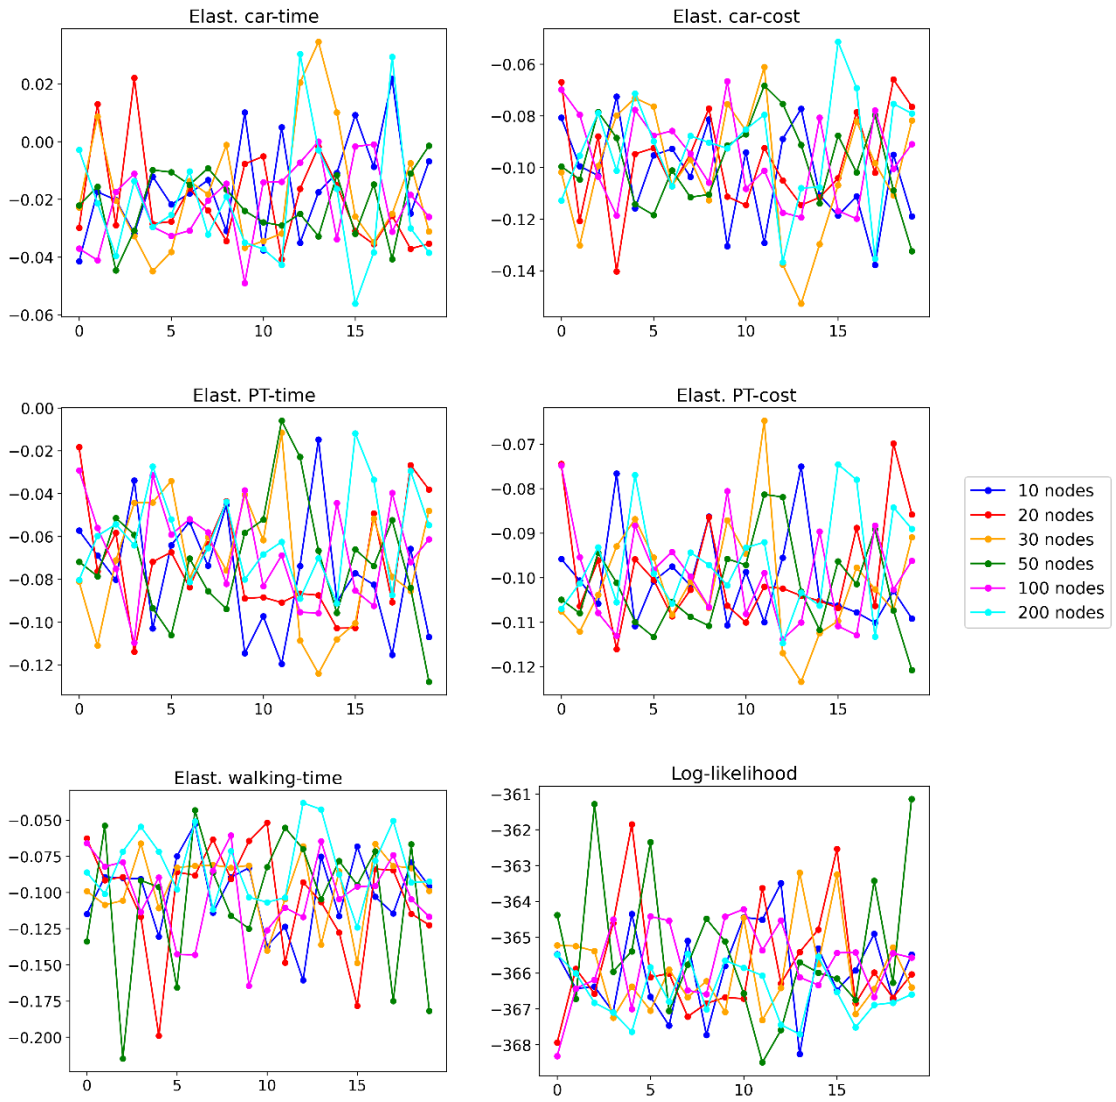 Elast. car-time
0.02
0.00
−0.02
−0.04
−0.06
0 5 10 15
Elast. car-cost
−0.06
−0.08
−0.10
−0.12
−0.14
0 5 10 15
Elast. PT-time
0.00
−0.02
−0.04
−0.06
−0.08
−0.10
−0.12
0 5 10 15
Elast. PT-cost
−0.07
−0.08
−0.09
−0.10
−0.11
−0.12
0 5 10 15
10 nodes
20 nodes
30 nodes
50 nodes
100 nodes
200 nodes
Elast. walking-time
−0.050
−0.075
−0.100
−0.125
−0.150
−0.175
−0.200
0 5 10 15
Log-likelihood
−361
−362
−363
−364
−365
−366
−367
−368
0 5 10 15